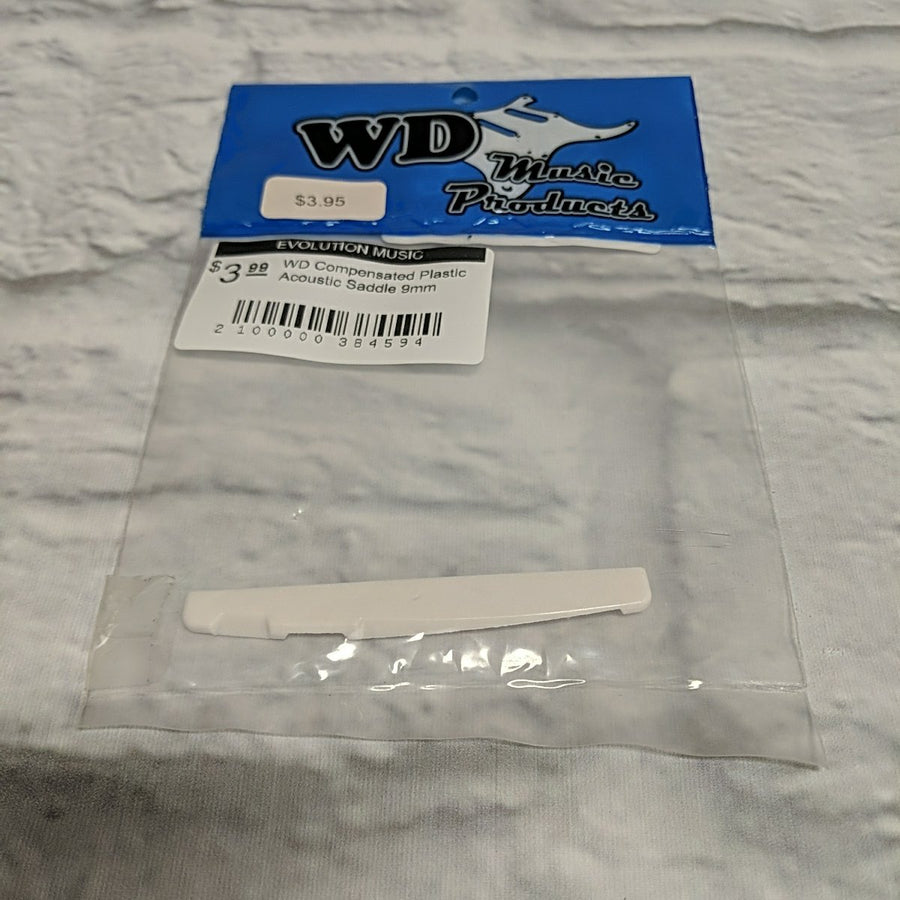 WD
Music
Products
$3.95
EVOLUTION MUSIC
$3 99
WD Compensated Plastic
Acoustic Saddle 9mm
2 100000 384594